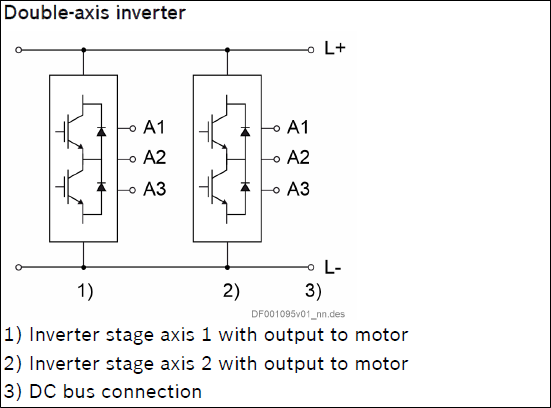 Double-axis inverter
L+
A1 A1
A2 A2
A3 A3
L-
1) 2) 3)
DF001095v01_nn.des
1) Inverter stage axis 1 with output to motor
2) Inverter stage axis 2 with output to motor
3) DC bus connection